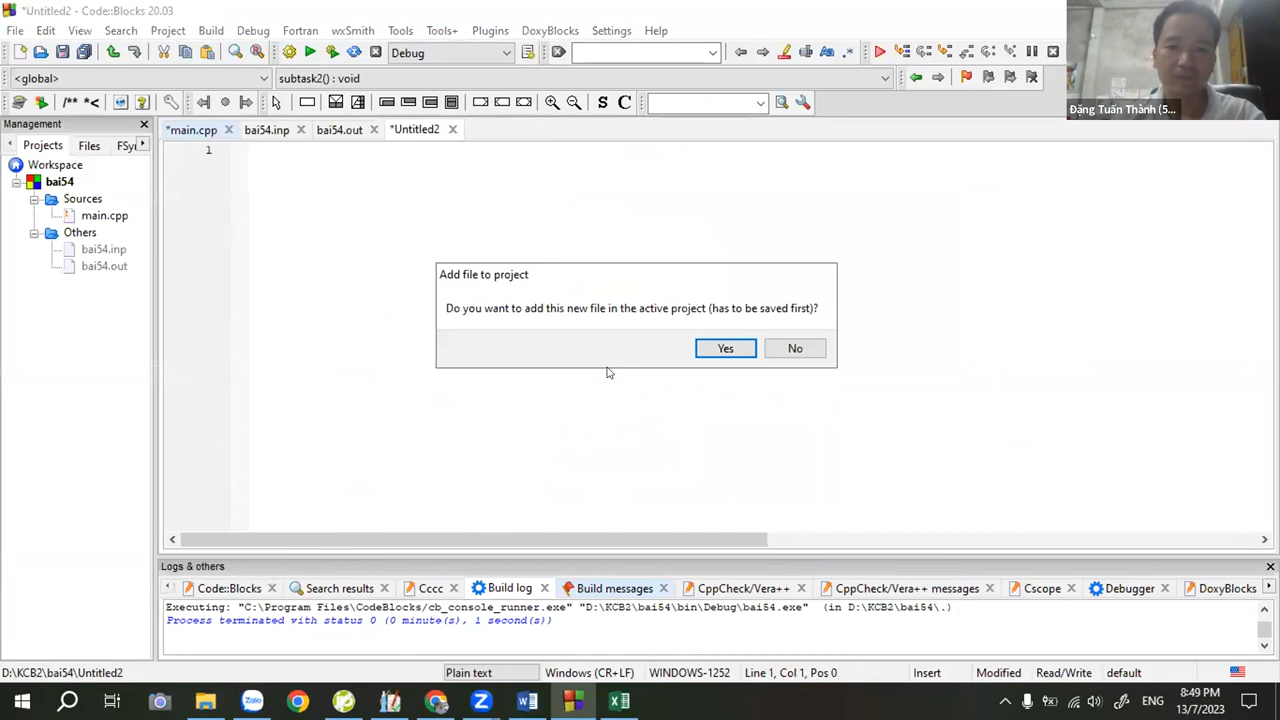 *Untitled2 - Code::Blocks 20.03
File Edit View Search Project Build Debug Fortran wxSmith Tools Tools+ Plugins DoxyBlocks Settings Help
Debug
<global>
subtask2() : void
/** *<
S C
Đặng Tuấn Thành (5...
Management
*main.cpp bai54.inp bai54.out *Untitled2
Projects Files FSy
1
Workspace
bai54
Sources
main.cpp
Others
bai54.inp
bai54.out
Add file to project
Do you want to add this new file in the active project (has to be saved first)?
Yes No
Logs & others
Code::Blocks Search results Cccc Build log Build messages CppCheck/Vera++ CppCheck/Vera++ messages Cscope Debugger DoxyBlocks
Executing: "C:\Program Files\CodeBlocks/cb_console_runner.exe" "D:\KCB2\bai54\bin\Debug\bai54.exe" (in D:\KCB2\bai54\.)
Process terminated with status 0 (0 minute(s), 1 second(s))
D:\KCB2\bai54\Untitled2 Plain text Windows (CR+LF) WINDOWS-1252 Line 1, Col 1, Pos 0 Insert Modified Read/Write default
Zalo
ENG
8:49 PM
13/7/2023